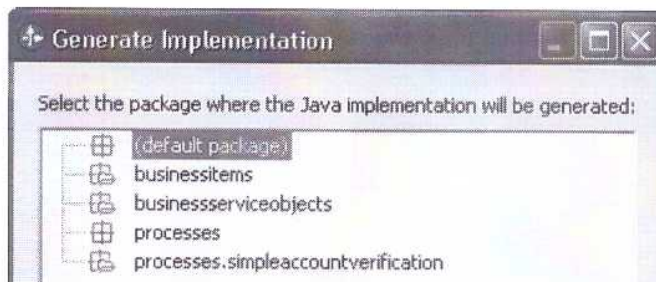 Generate Implementation
Select the package where the Java implementation will be generated:
(default package)
businessitems
businessserviceobjects
processes
processes.simpleaccountverification